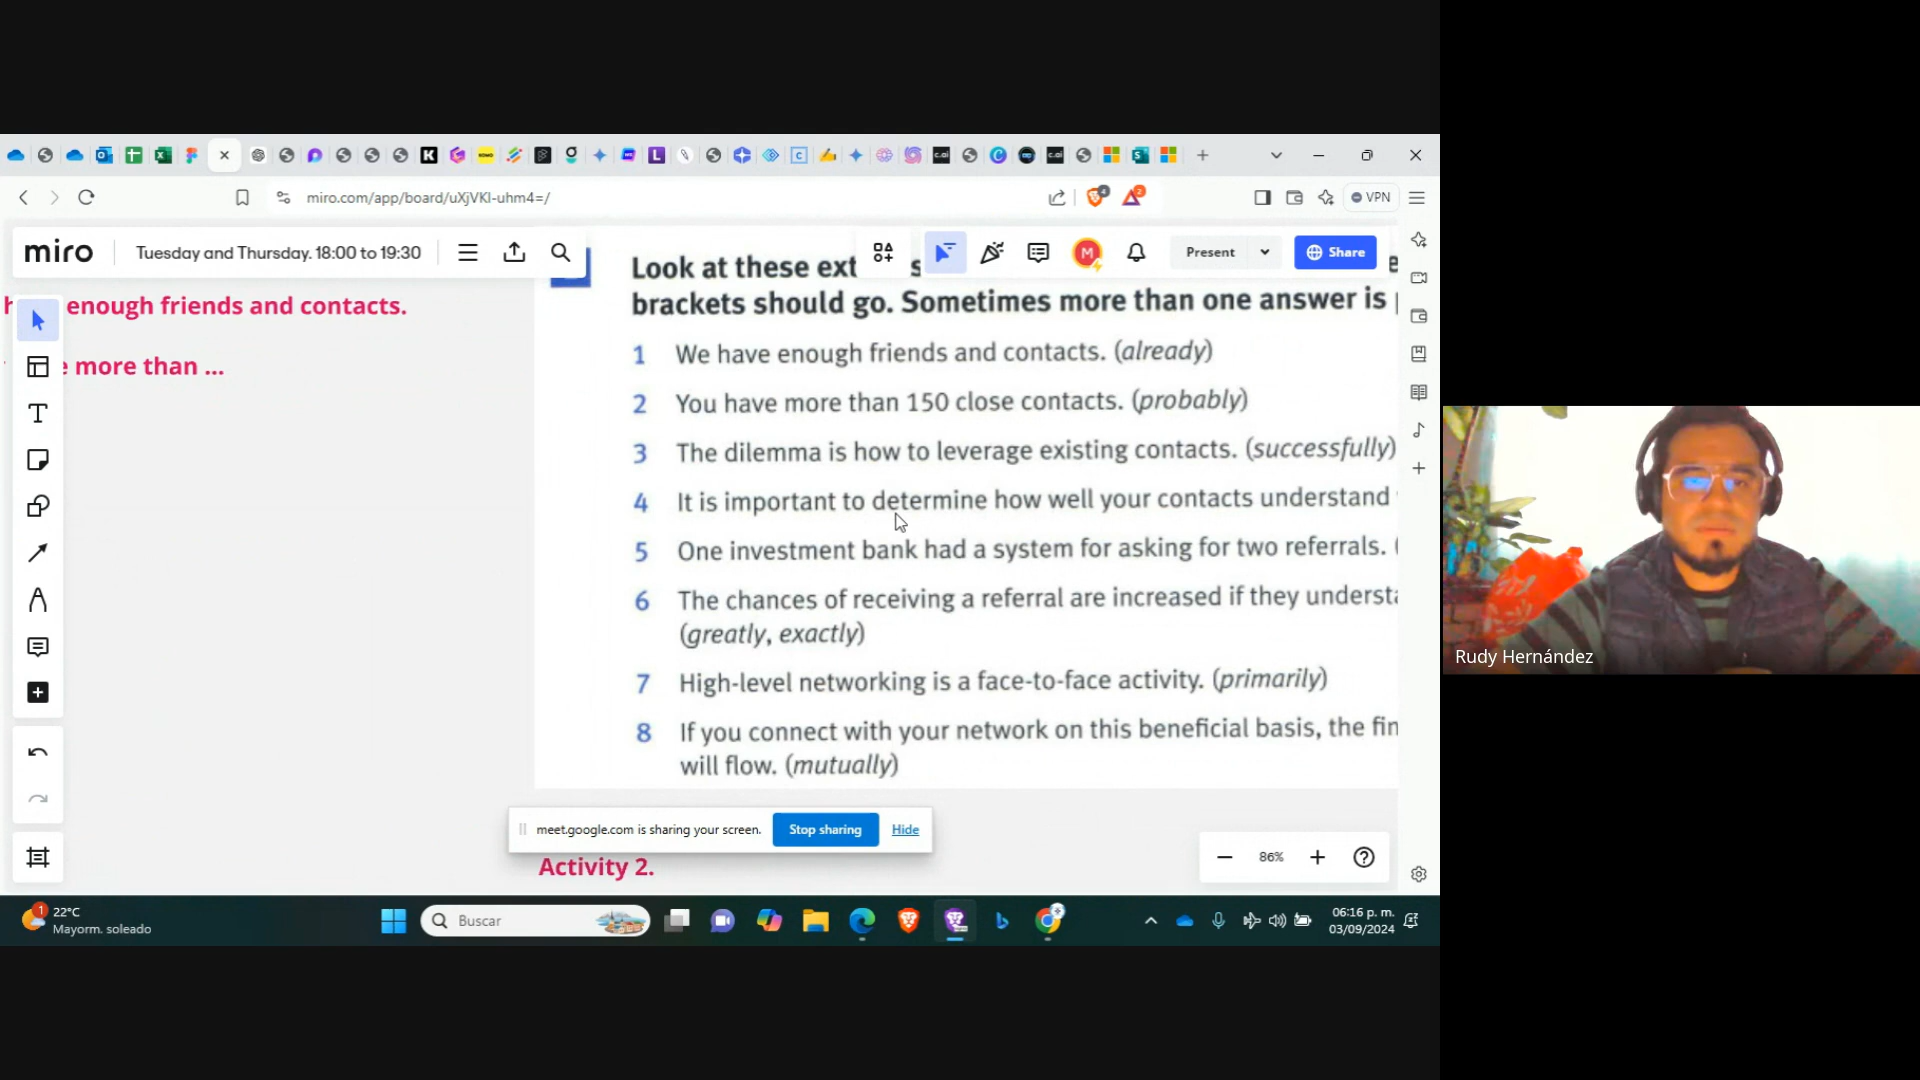 miro.com/app/board/uXjVKl-uhm4=/
VPN
miro
Tuesday and Thursday. 18:00 to 19:30
Present
Share
enough friends and contacts.
more than ...
Look at these
brackets should go. Sometimes more than one answer is
1 We have enough friends and contacts. (already)
2 You have more than 150 close contacts. (probably)
3 The dilemma is how to leverage existing contacts. (successfully)
4 It is important to determine how well your contacts understand
5 One investment bank had a system for asking for two referrals. (
6 The chances of receiving a referral are increased if they
(greatly, exactly)
7 High-level networking is a face-to-face activity. (primarily)
8 If you connect with your network on this beneficial basis, the
will flow. (mutually)
meet.google.com is sharing your screen.
Stop sharing
Hide
Activity 2.
86%
Rudy Hernández
22°C
Mayorm. soleado
Buscar
06:16 p. m.
03/09/2024